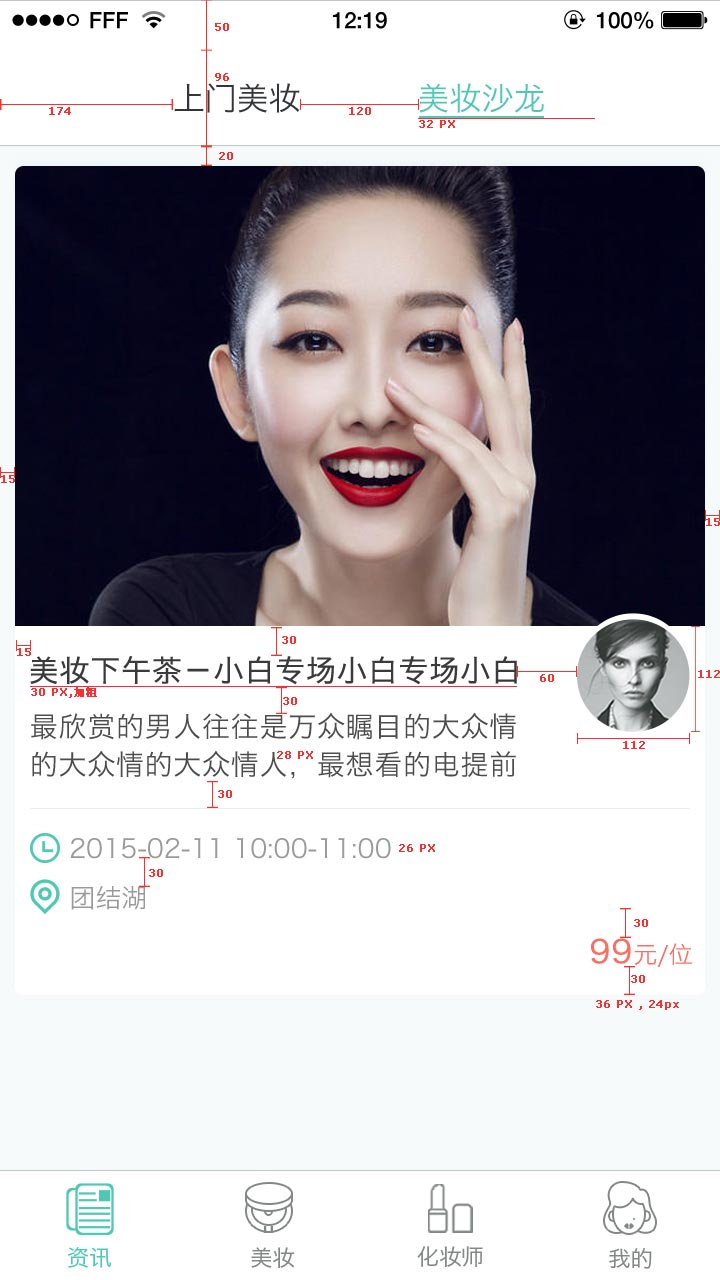 FFF 12:19 100%
50
96
上门美妆 美妆沙龙
174 120
32 PX
20
15
15
30
15
美妆下午茶－小白专场小白专场小白
60
112
30 PX,加粗
30
最欣赏的男人往往是万众瞩目的大众情
112
的大众情的大众情人，最想看的电提前
28 PX
30
2015-02-11 10:00-11:00 26 PX
30
团结湖
30
99元/位
30
36 PX , 24px
资讯 美妆 化妆师 我的